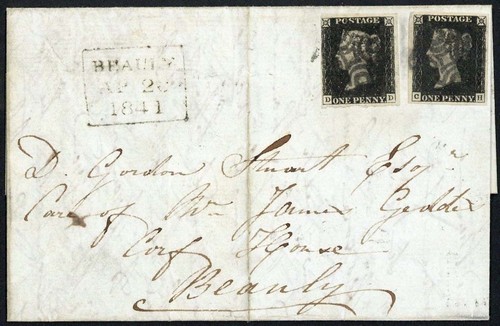 BEAULY
AP 2
1841
POSTAGE
D D
ONE PENNY
POSTAGE
C H
ONE PENNY
D. Gordon Stuart Esqr
Care of Mr James Geddes
House
Beauly